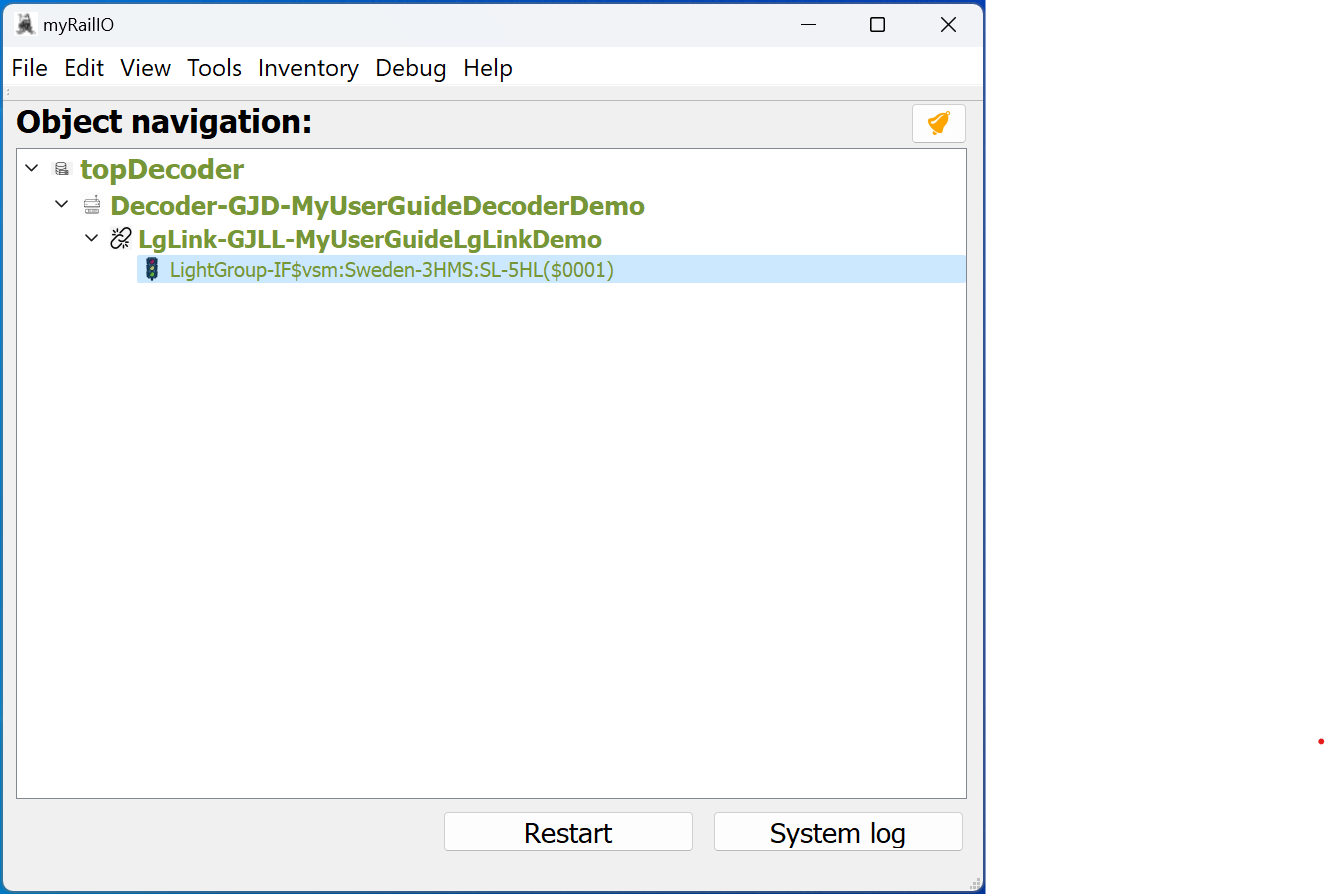 myRailIO
File Edit View Tools Inventory Debug Help
Object navigation:
topDecoder
Decoder-GJD-MyUserGuideDecoderDemo
LgLink-GJLL-MyUserGuideLgLinkDemo
LightGroup-IF$vsm:Sweden-3HMS:SL-5HL($0001)
Restart System log